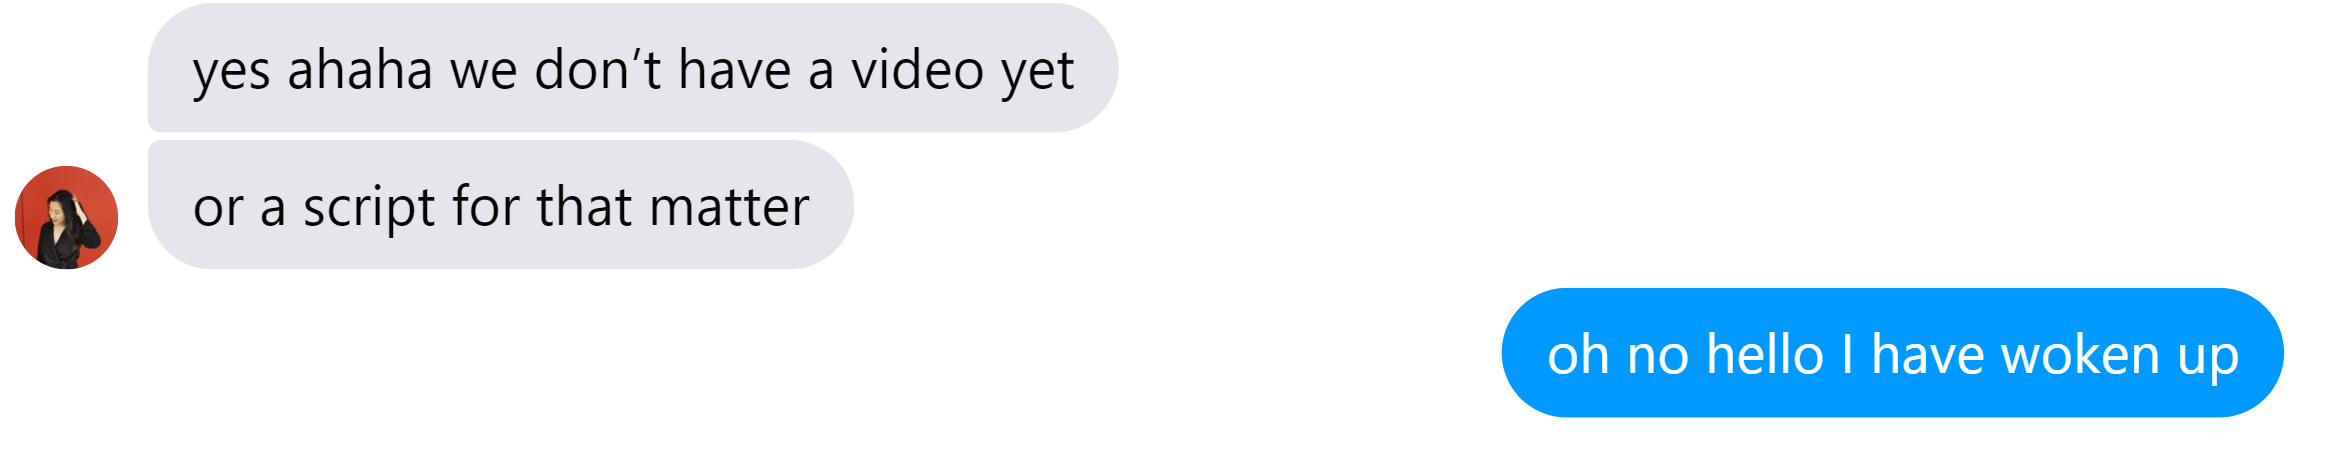 yes ahaha we don’t have a video yet
or a script for that matter
oh no hello I have woken up